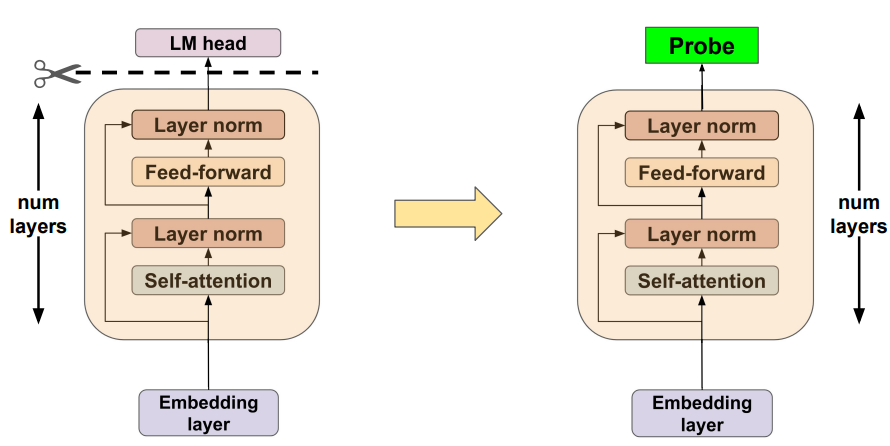 LM head
Layer norm
Feed-forward
num
layers
Layer norm
Self-attention
Embedding
layer
Probe
Layer norm
Feed-forward
num
layers
Layer norm
Self-attention
Embedding
layer